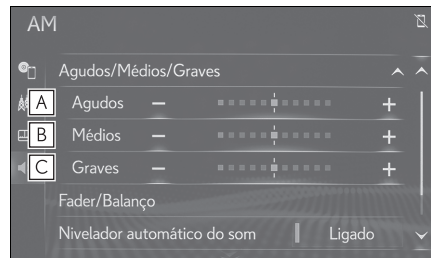 AM
Agudos/Médios/Graves
A Agudos − +
B Médios − +
C Graves − +
Fader/Balanço
Nivelador automático do som Ligado